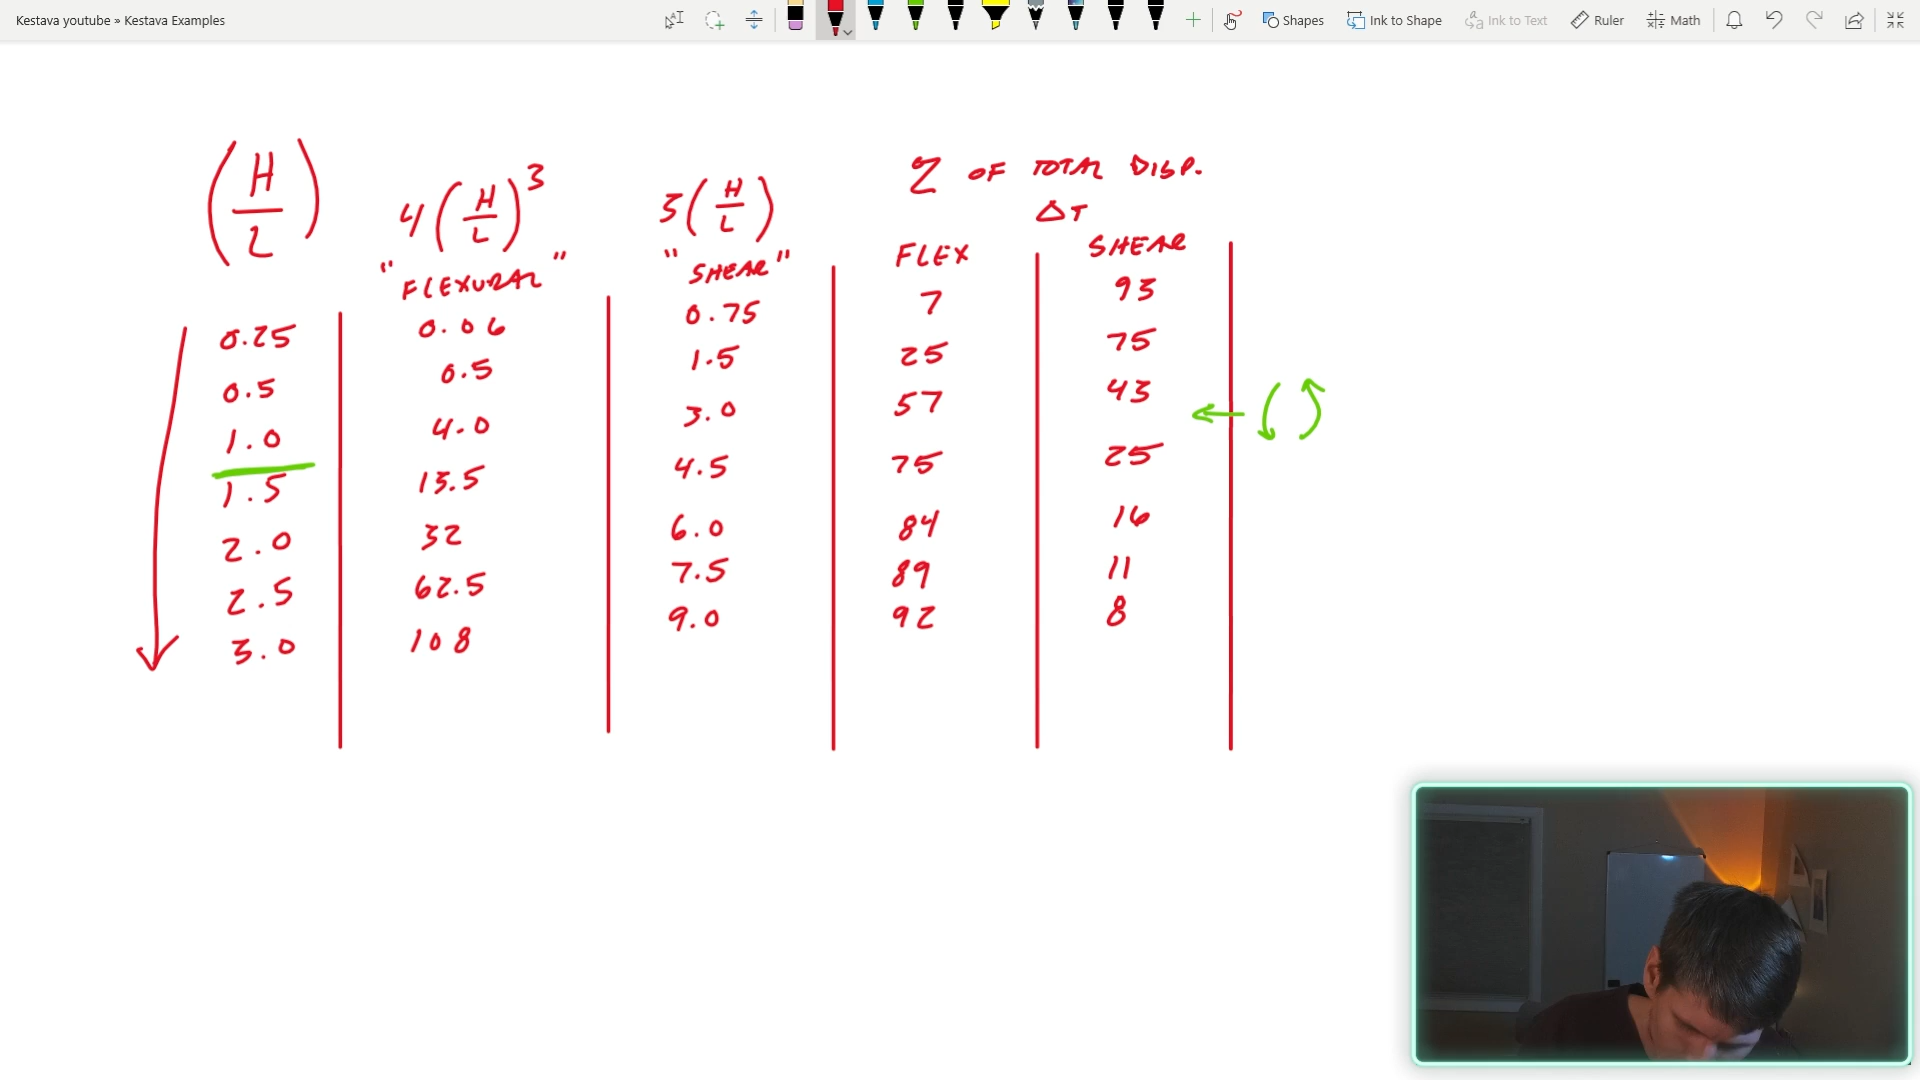 Kestava youtube » Kestava Examples
Shapes Ink to Shape Ink to Text Ruler Math
(H/L) 4(H/L)³ 3(H/L) % OF TOTAL DISP.
ΔT
"FLEXURAL" "SHEAR" FLEX SHEAR
0.25 0.06 0.75 7 93
0.5 0.5 1.5 25 75
1.0 4.0 3.0 57 43
1.5 13.5 4.5 75 25
2.0 32 6.0 84 16
2.5 62.5 7.5 89 11
3.0 108 9.0 92 8